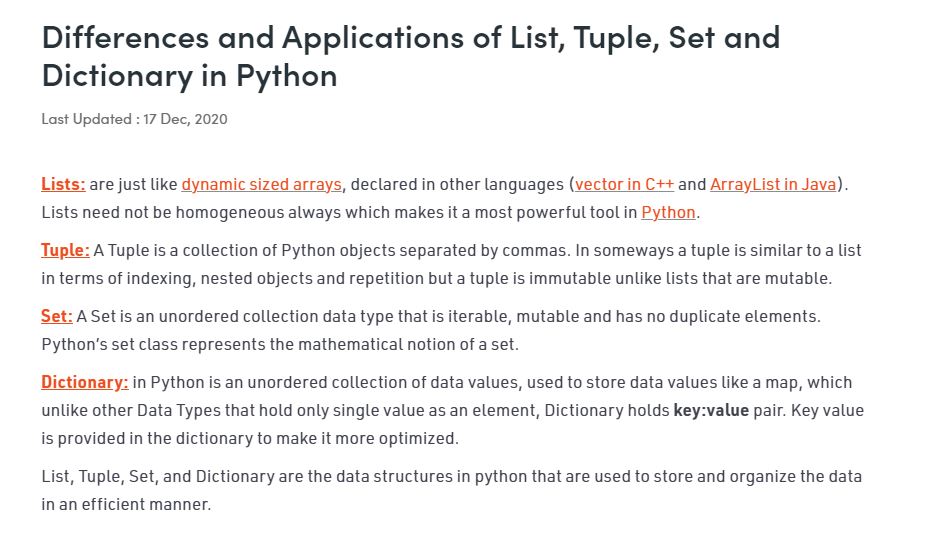 Differences and Applications of List, Tuple, Set and
Dictionary in Python
Last Updated : 17 Dec, 2020
Lists: are just like dynamic sized arrays, declared in other languages (vector in C++ and ArrayList in Java).
Lists need not be homogeneous always which makes it a most powerful tool in Python.
Tuple: A Tuple is a collection of Python objects separated by commas. In someways a tuple is similar to a list
in terms of indexing, nested objects and repetition but a tuple is immutable unlike lists that are mutable.
Set: A Set is an unordered collection data type that is iterable, mutable and has no duplicate elements.
Python’s set class represents the mathematical notion of a set.
Dictionary: in Python is an unordered collection of data values, used to store data values like a map, which
unlike other Data Types that hold only single value as an element, Dictionary holds key:value pair. Key value
is provided in the dictionary to make it more optimized.
List, Tuple, Set, and Dictionary are the data structures in python that are used to store and organize the data
in an efficient manner.